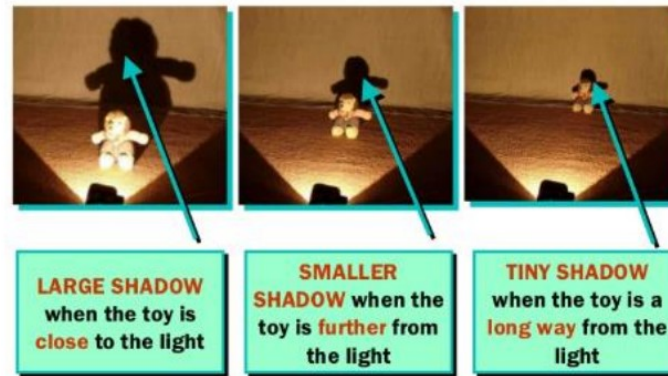 LARGE SHADOW
when the toy is
close to the light
SMALLER
SHADOW when the
toy is further from
the light
TINY SHADOW
when the toy is a
long way from the
light